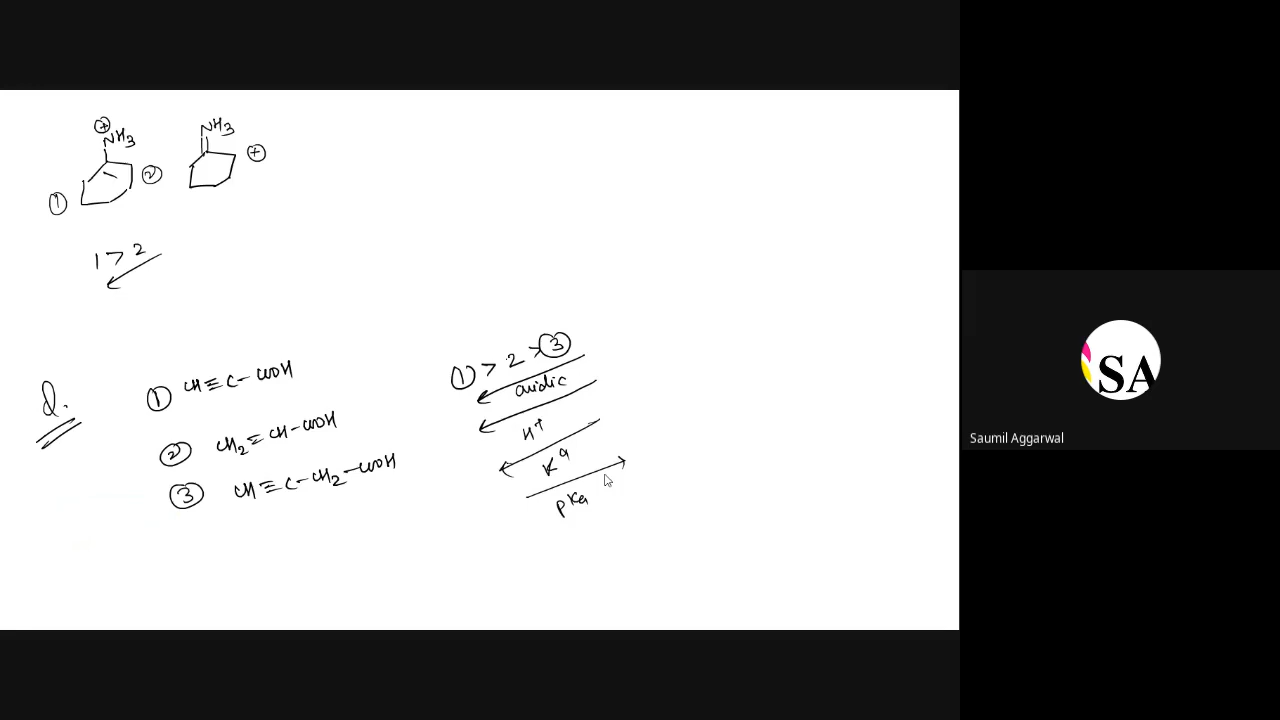 ⊕
NH3
NH3
⊕
②
①
1 > 2
Q.
① CH≡C-COOH
② CH2=CH-COOH
③ CH≡C-CH2-COOH
① > 2 > ③
acidic
H+
Ka
pKa
SA
Saumil Aggarwal